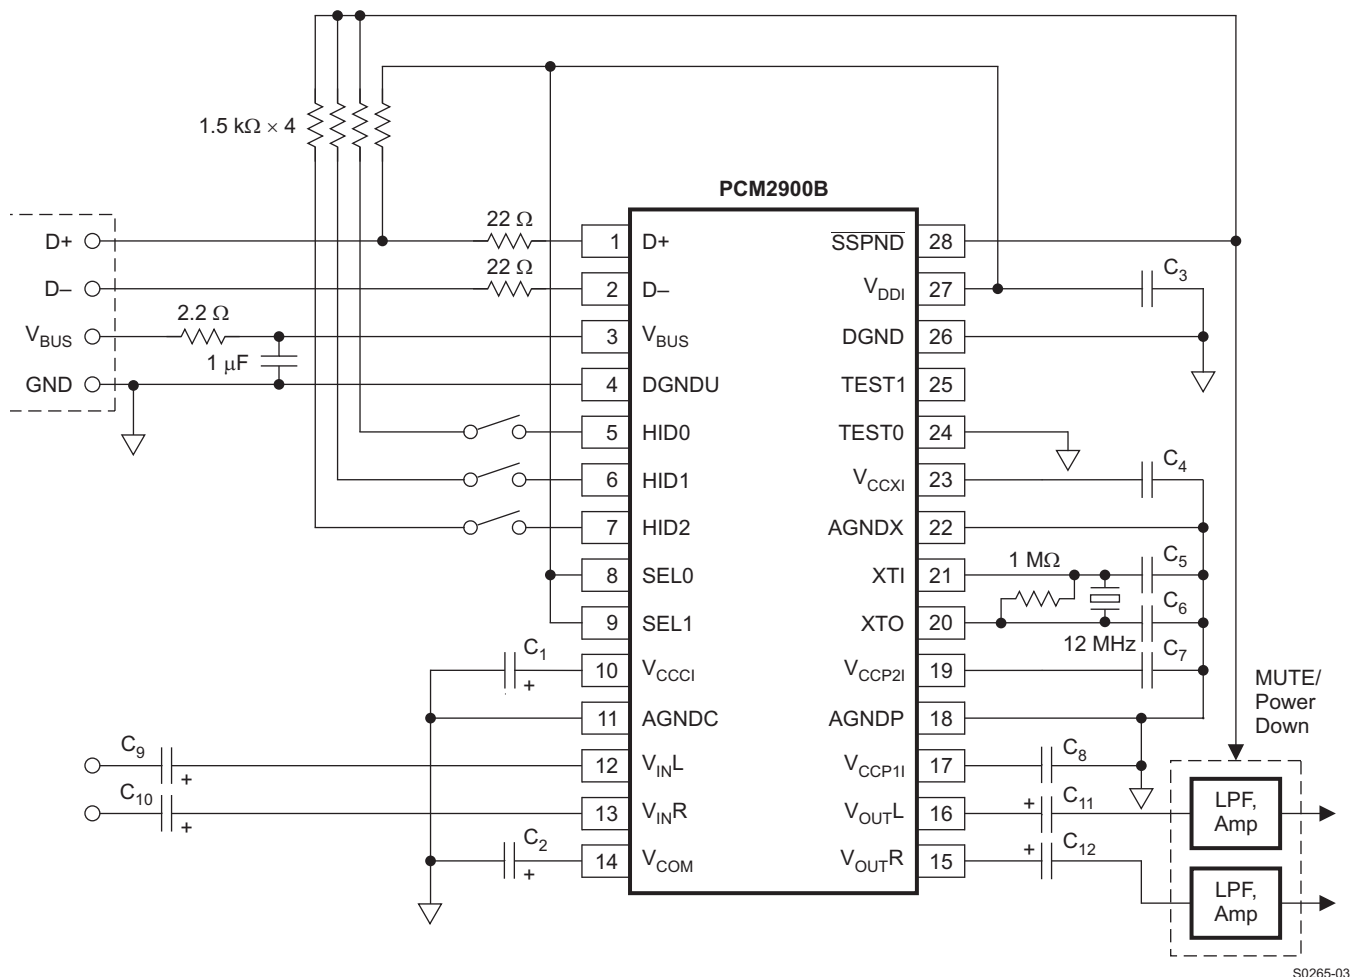 1.5 kΩ × 4
PCM2900B
D+
22 Ω
1
D+
SSPND
28
D–
22 Ω
2
D–
VDDI
27
C3
VBUS
2.2 Ω
1 μF
3
VBUS
DGND
26
GND
4
DGNDU
TEST1
25
5
HID0
TEST0
24
6
HID1
VCCXI
23
C4
7
HID2
AGNDX
22
8
SEL0
XTI
21
1 MΩ
C5
9
SEL1
XTO
20
12 MHz
C6
C1
+
10
VCCCI
VCCP2I
19
C7
11
AGNDC
AGNDP
18
MUTE/
Power
Down
C9
+
12
VINL
VCCP1I
17
C8
C10
+
13
VINR
VOUTL
16
+
C11
LPF,
Amp
C2
+
14
VCOM
VOUTR
15
+
C12
LPF,
Amp
S0265-03